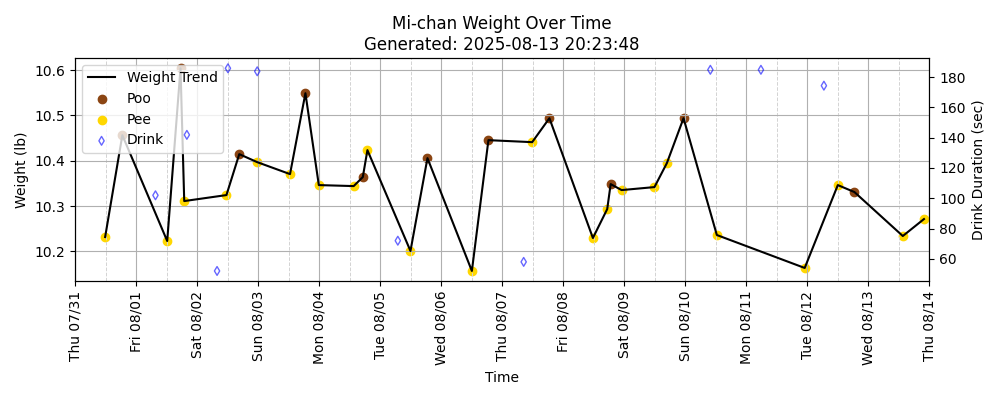 Mi-chan Weight Over Time
Generated: 2025-08-13 20:23:48
Weight Trend
Poo
Pee
Drink
Weight (lb)
10.6
10.5
10.4
10.3
10.2
180
160
140
120
100
80
60
Drink Duration (sec)
Thu 07/31
Fri 08/01
Sat 08/02
Sun 08/03
Mon 08/04
Tue 08/05
Wed 08/06
Thu 08/07
Fri 08/08
Sat 08/09
Sun 08/10
Mon 08/11
Tue 08/12
Wed 08/13
Thu 08/14
Time